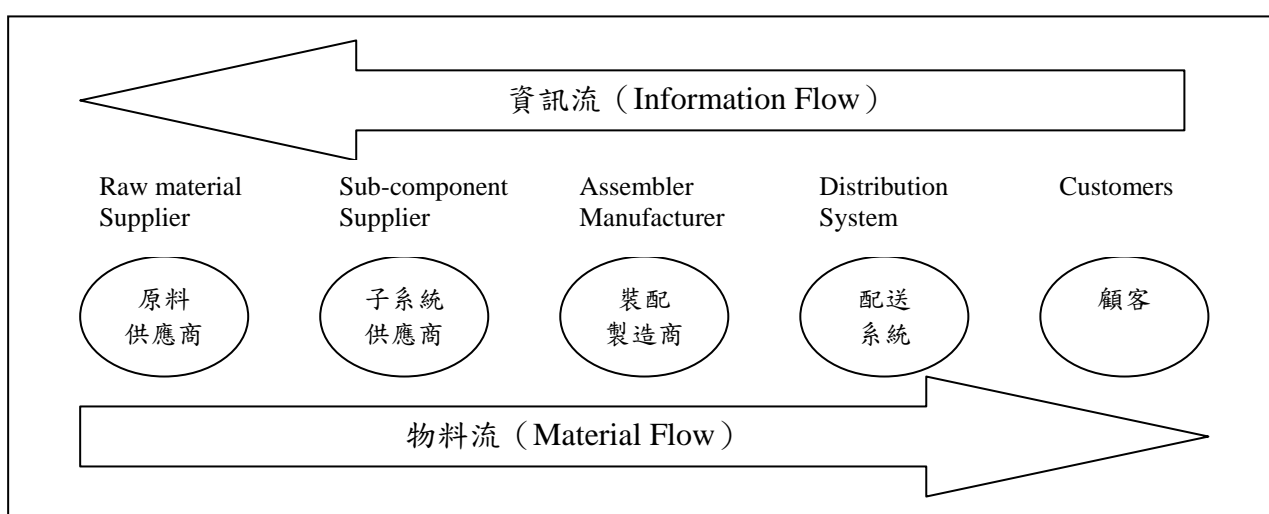 資訊流（Information Flow）
Raw material
Supplier
Sub-component
Supplier
Assembler
Manufacturer
Distribution
System
Customers
原料
供應商
子系統
供應商
裝配
製造商
配送
系統
顧客
物料流（Material Flow）